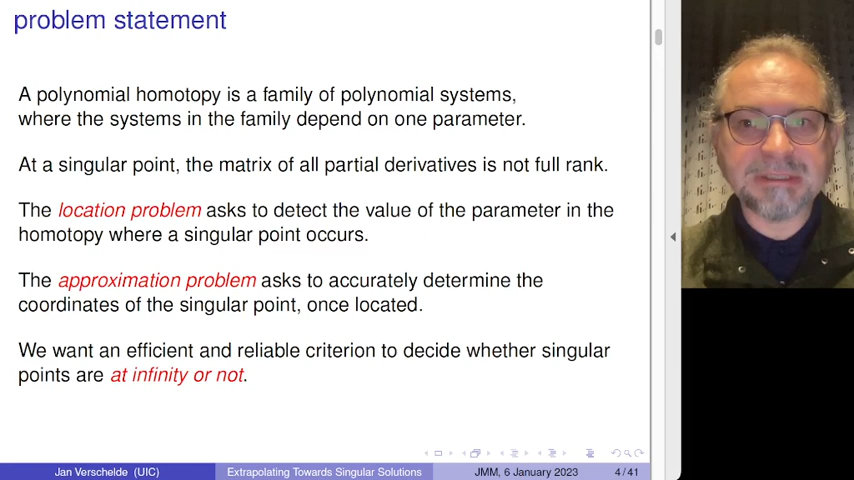 problem statement
A polynomial homotopy is a family of polynomial systems,
where the systems in the family depend on one parameter.
At a singular point, the matrix of all partial derivatives is not full rank.
The location problem asks to detect the value of the parameter in the
homotopy where a singular point occurs.
The approximation problem asks to accurately determine the
coordinates of the singular point, once located.
We want an efficient and reliable criterion to decide whether singular
points are at infinity or not.
Jan Verschelde (UIC)
Extrapolating Towards Singular Solutions
JMM, 6 January 2023
4 / 41